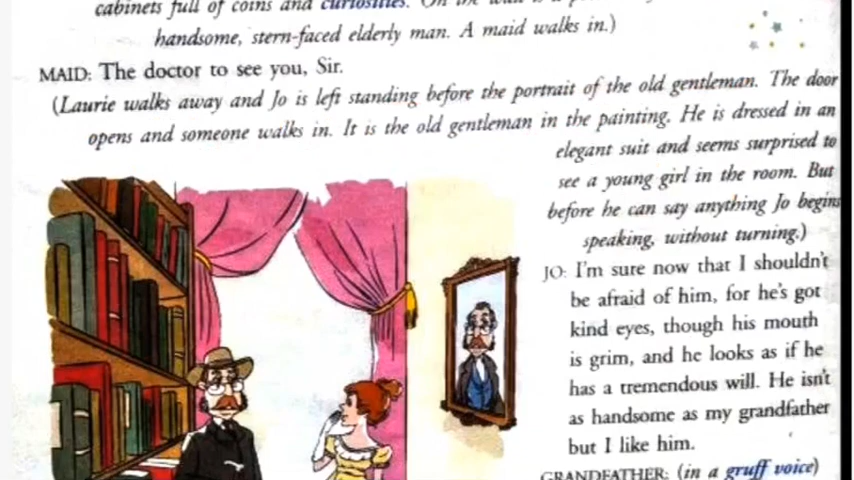 cabinets full of coins and curiosities. On the wall is a
handsome, stern-faced elderly man. A maid walks in.)
MAID: The doctor to see you, Sir.
(Laurie walks away and Jo is left standing before the portrait of the old gentleman. The door
opens and someone walks in. It is the old gentleman in the painting. He is dressed in an
elegant suit and seems surprised to
see a young girl in the room. But
before he can say anything Jo begins
speaking, without turning.)
JO: I'm sure now that I shouldn't
be afraid of him, for he's got
kind eyes, though his mouth
is grim, and he looks as if he
has a tremendous will. He isn't
as handsome as my grandfather
but I like him.
GRANDFATHER: (in a gruff voice)